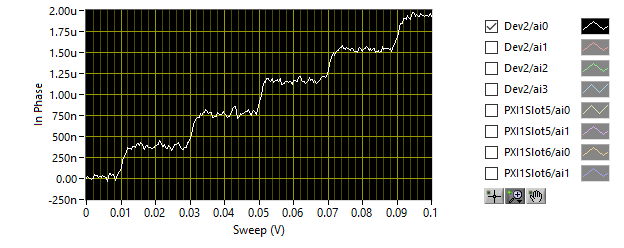 2.00u
1.75u
1.50u
1.25u
1.00u
750n
500n
250n
0.00
-250n
In Phase
0 0.01 0.02 0.03 0.04 0.05 0.06 0.07 0.08 0.09 0.1
Sweep (V)
Dev2/ai0
Dev2/ai1
Dev2/ai2
Dev2/ai3
PXI1Slot5/ai0
PXI1Slot5/ai1
PXI1Slot6/ai0
PXI1Slot6/ai1